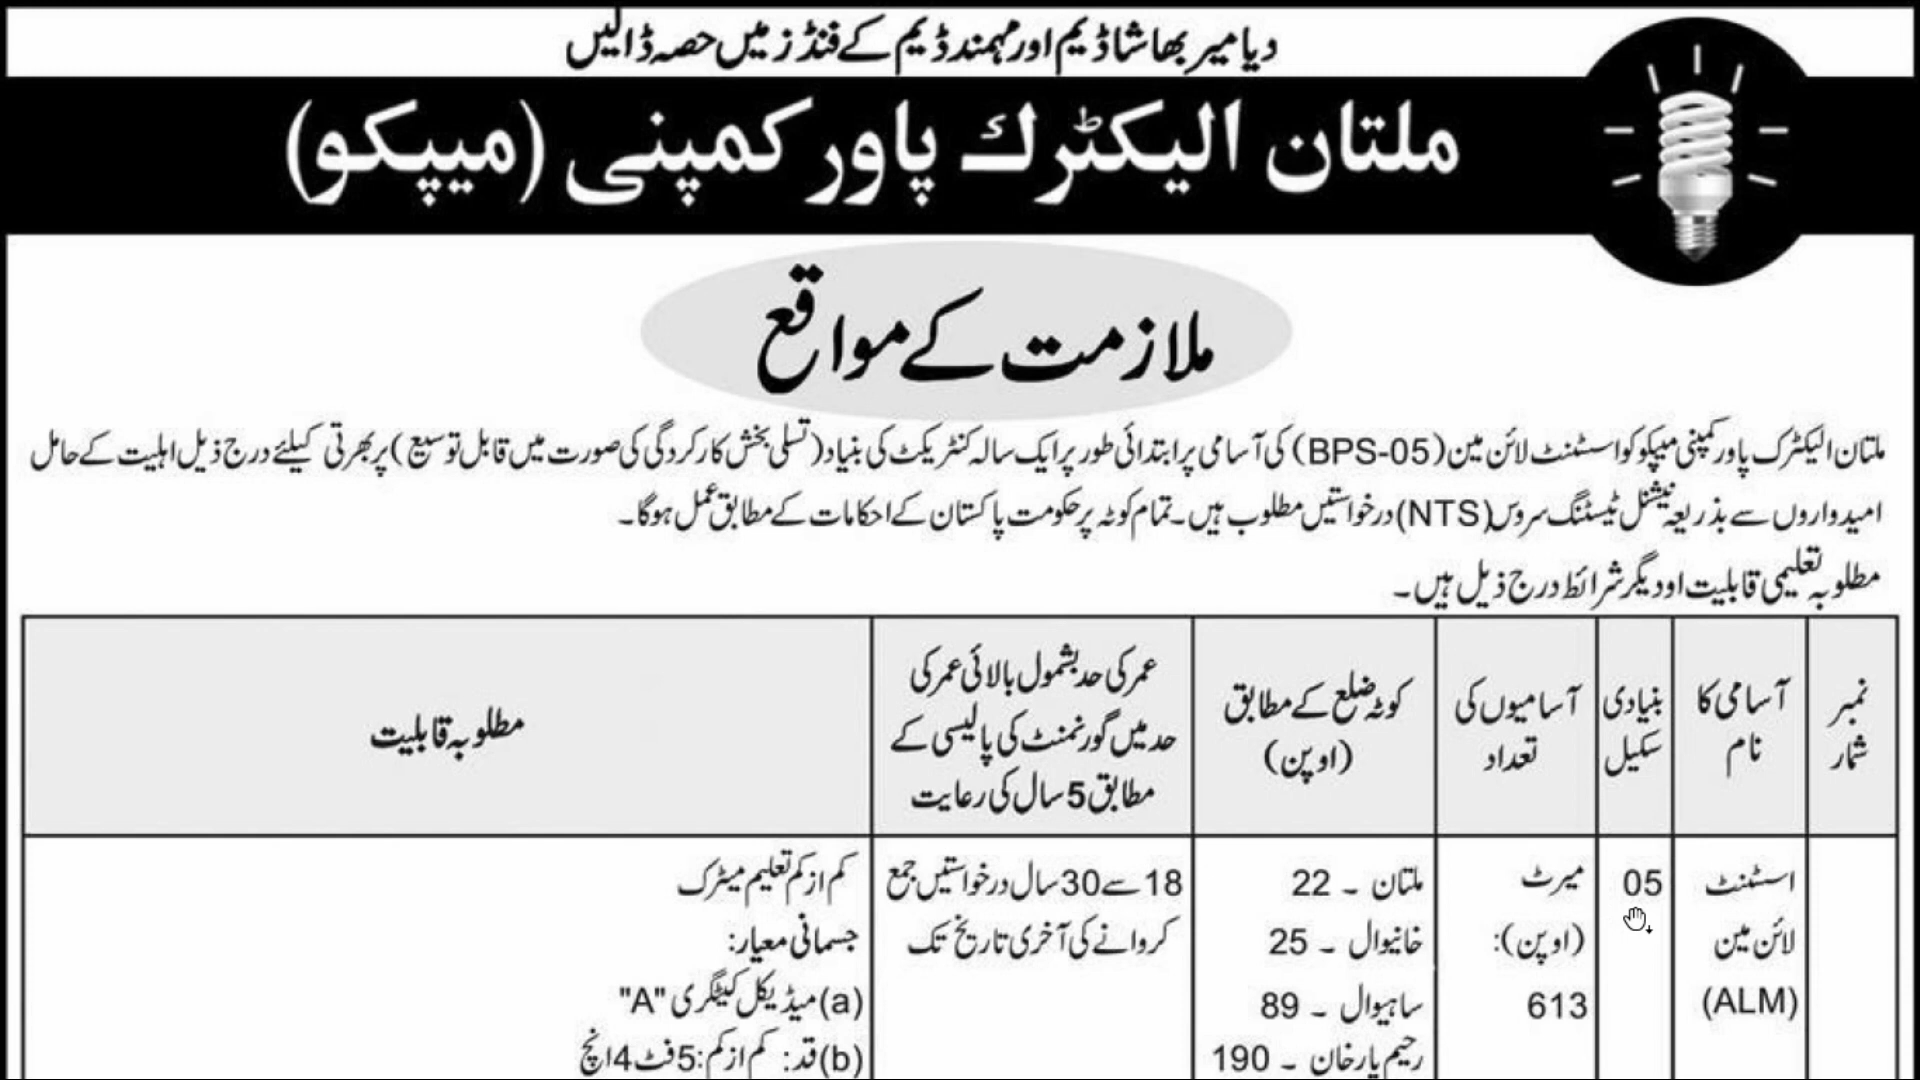 دیامیر بھاشا ڈیم اور مہمند ڈیم کے فنڈز میں حصہ ڈالیں
ملتان الیکٹرک پاور کمپنی (میپکو)
ملازمت کے مواقع
ملتان الیکٹرک پاور کمپنی میپکو کو اسسٹنٹ لائن مین (BPS-05) کی آسامی پر ابتدائی طور پر ایک سالہ کنٹریکٹ کی بنیاد (تسلی بخش کارکردگی کی صورت میں قابل توسیع) پر بھرتی کیلئے درج ذیل اہلیت کے حامل
امیدواروں سے بذریعہ نیشنل ٹیسٹنگ سروس (NTS) درخواستیں مطلوب ہیں۔ تمام کوٹہ پر حکومت پاکستان کے احکامات کے مطابق عمل ہوگا۔
مطلوبہ تعلیمی قابلیت اور دیگر شرائط درج ذیل ہیں۔
نمبر
شمار
آسامی کا
نام
بنیادی
سکیل
آسامیوں کی
تعداد
کوٹہ ضلع کے مطابق
(اوپن)
عمر کی حد بشمول بالائی عمر کی
حد میں گورنمنٹ کی پالیسی کے
مطابق 5 سال کی رعایت
مطلوبہ قابلیت
اسسٹنٹ
لائن مین
(ALM)
05
میرٹ
(اوپن):
613
ملتان ۔ 22
خانیوال ۔ 25
ساہیوال ۔ 89
رحیم یار خان ۔ 190
18 سے 30 سال درخواستیں جمع
کروانے کی آخری تاریخ تک
کم از کم تعلیم میٹرک
جسمانی معیار:
(a) میڈیکل کیٹگری "A"
(b) قد: کم از کم: 5 فٹ 4 انچ